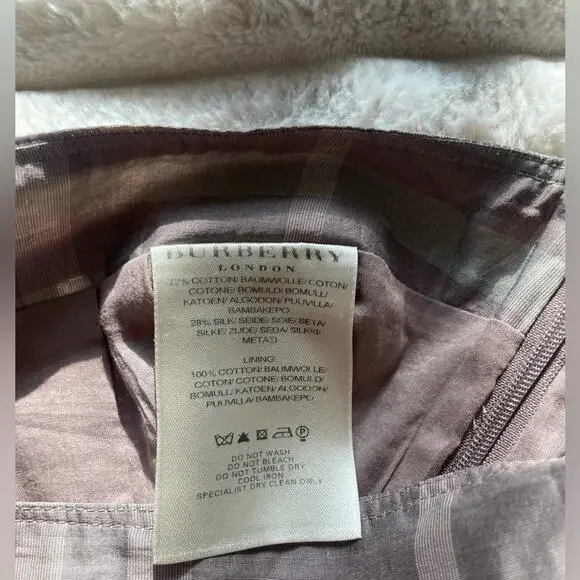 BURBERRY
LONDON
72% COTTON/BAUMWOLLE/COTON/
COTONE/BOMULD/BOMULL/
KATOEN/ALGODON/PUUVILLA/
BAMBAKEPO
28% SILK/SEIDE/SOIE/SETA/
SILKE/ZIJDE/SEDA/SILKKI/
METAΞI
LINING:
100% COTTON/BAUMWOLLE/
COTON/COTONE/BOMULD/
BOMULL/KATOEN/ALGODON/
PUUVILLA/BAMBAKEPO
P
DO NOT WASH
DO NOT BLEACH
DO NOT TUMBLE DRY
COOL IRON
SPECIALIST DRY CLEAN ONLY